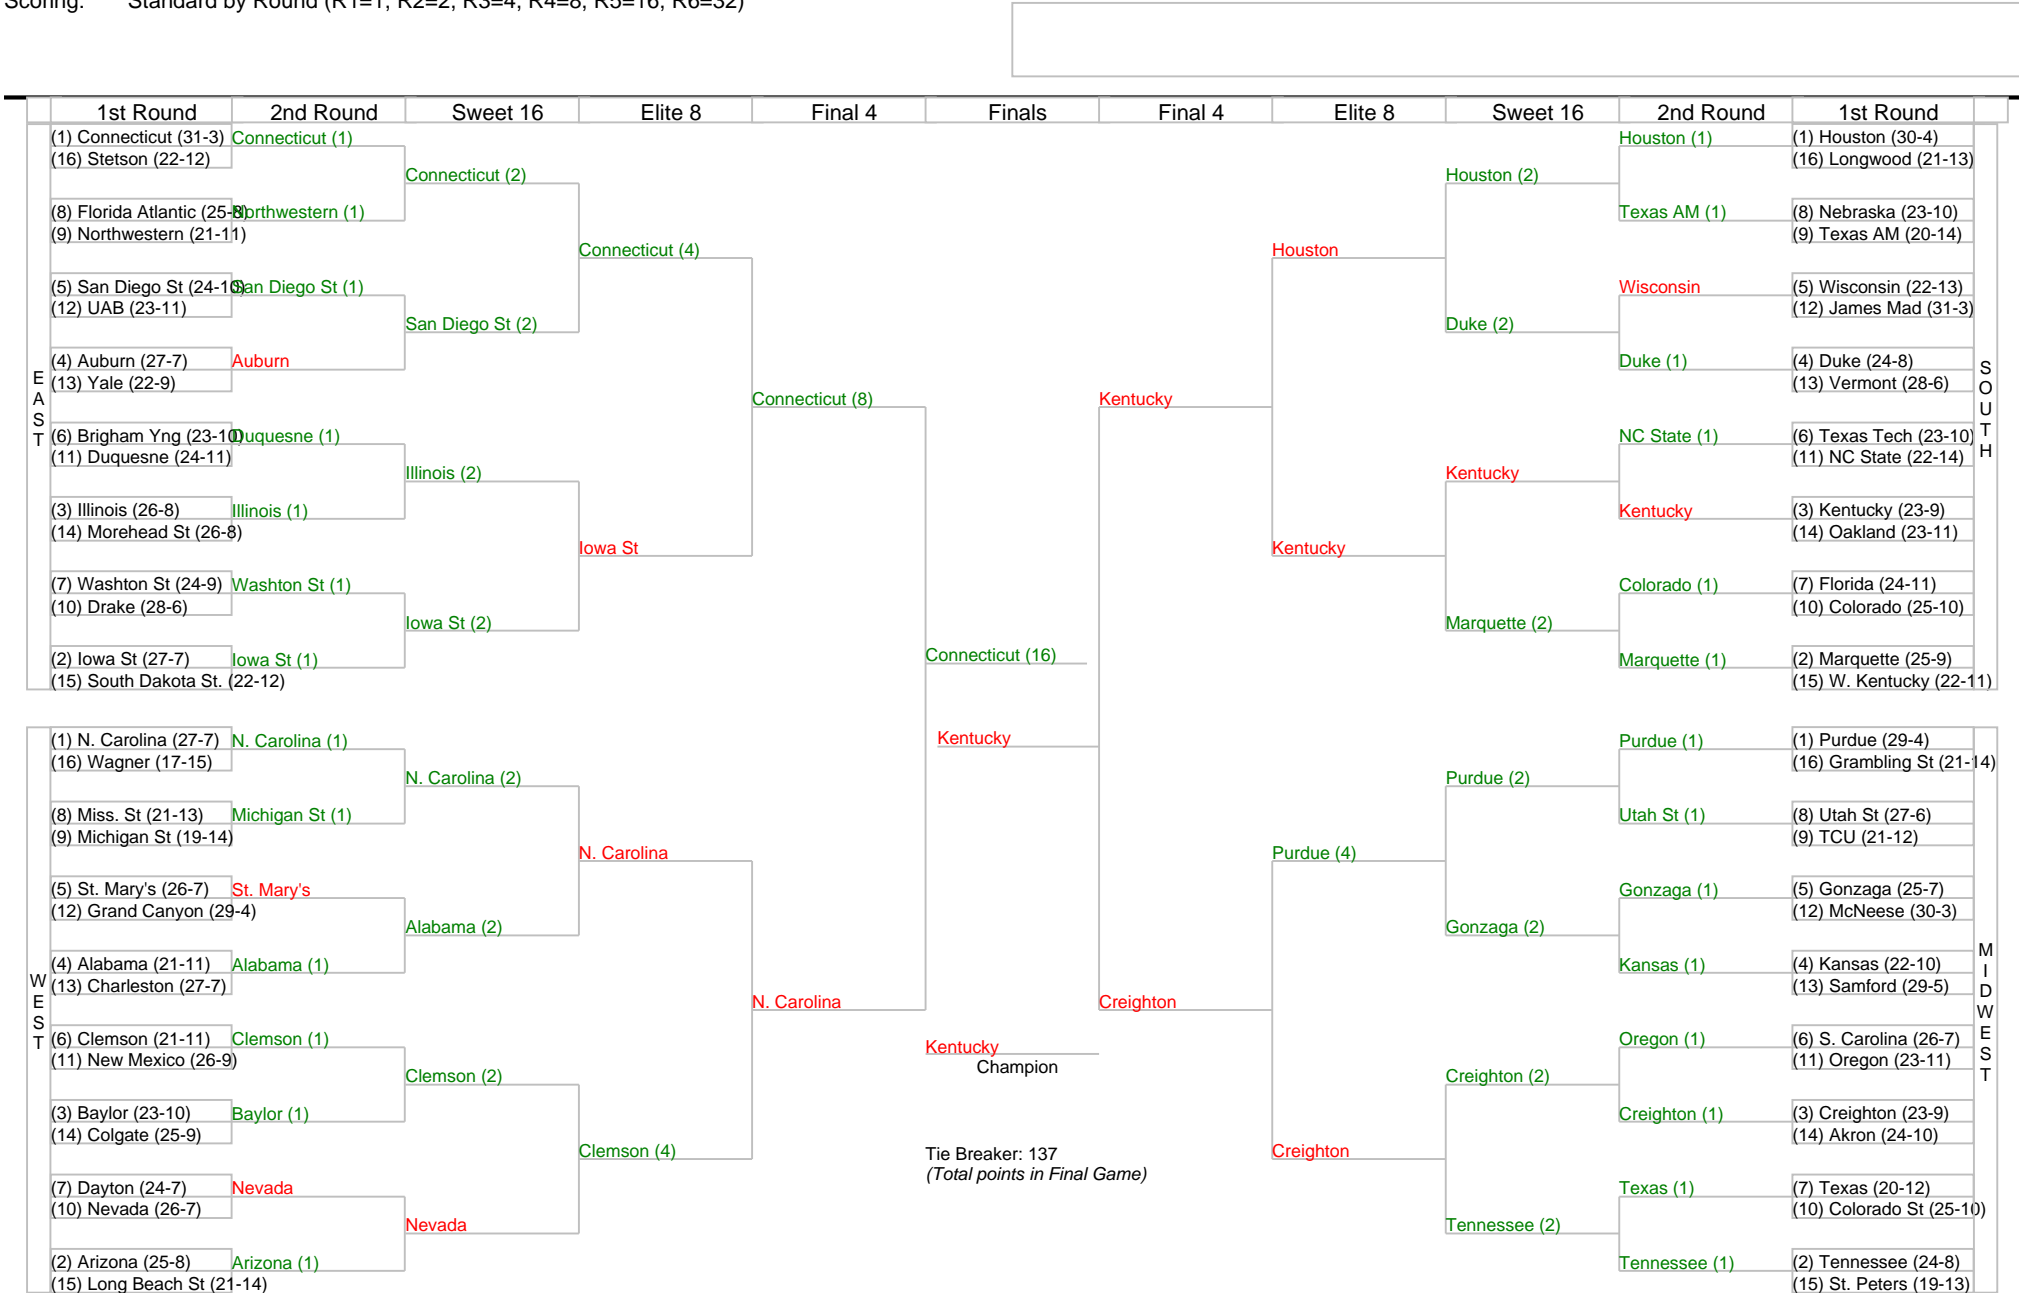 Scoring: Standard by Round (R1=1, R2=2, R3=4, R4=8, R5=16, R6=32)
1st Round 2nd Round Sweet 16 Elite 8 Final 4 Finals Final 4 Elite 8 Sweet 16 2nd Round 1st Round
EAST
(1) Connecticut (31-3)
(16) Stetson (22-12)
(8) Florida Atlantic (25-8)
(9) Northwestern (21-11)
(5) San Diego St (24-10)
(12) UAB (23-11)
(4) Auburn (27-7)
(13) Yale (22-9)
(6) Brigham Yng (23-10)
(11) Duquesne (24-11)
(3) Illinois (26-8)
(14) Morehead St (26-8)
(7) Washton St (24-9)
(10) Drake (28-6)
(2) Iowa St (27-7)
(15) South Dakota St. (22-12)
Connecticut (1)
Northwestern (1)
San Diego St (1)
Auburn
Duquesne (1)
Illinois (1)
Washton St (1)
Iowa St (1)
Connecticut (2)
San Diego St (2)
Illinois (2)
Iowa St (2)
Connecticut (4)
Iowa St
Connecticut (8)
WEST
(1) N. Carolina (27-7)
(16) Wagner (17-15)
(8) Miss. St (21-13)
(9) Michigan St (19-14)
(5) St. Mary's (26-7)
(12) Grand Canyon (29-4)
(4) Alabama (21-11)
(13) Charleston (27-7)
(6) Clemson (21-11)
(11) New Mexico (26-9)
(3) Baylor (23-10)
(14) Colgate (25-9)
(7) Dayton (24-7)
(10) Nevada (26-7)
(2) Arizona (25-8)
(15) Long Beach St (21-14)
N. Carolina (1)
Michigan St (1)
St. Mary's
Alabama (1)
Clemson (1)
Baylor (1)
Nevada
Arizona (1)
N. Carolina (2)
Alabama (2)
Clemson (2)
Nevada
N. Carolina
Clemson (4)
N. Carolina
Connecticut (16)
Kentucky
Kentucky
Champion
Tie Breaker: 137
(Total points in Final Game)
Kentucky
Creighton
Houston
Kentucky
Purdue (4)
Creighton
Houston (2)
Duke (2)
Kentucky
Marquette (2)
Purdue (2)
Gonzaga (2)
Creighton (2)
Tennessee (2)
Houston (1)
Texas AM (1)
Wisconsin
Duke (1)
NC State (1)
Kentucky
Colorado (1)
Marquette (1)
Purdue (1)
Utah St (1)
Gonzaga (1)
Kansas (1)
Oregon (1)
Creighton (1)
Texas (1)
Tennessee (1)
(1) Houston (30-4)
(16) Longwood (21-13)
(8) Nebraska (23-10)
(9) Texas AM (20-14)
(5) Wisconsin (22-13)
(12) James Mad (31-3)
(4) Duke (24-8)
(13) Vermont (28-6)
(6) Texas Tech (23-10)
(11) NC State (22-14)
(3) Kentucky (23-9)
(14) Oakland (23-11)
(7) Florida (24-11)
(10) Colorado (25-10)
(2) Marquette (25-9)
(15) W. Kentucky (22-11)
SOUTH
(1) Purdue (29-4)
(16) Grambling St (21-14)
(8) Utah St (27-6)
(9) TCU (21-12)
(5) Gonzaga (25-7)
(12) McNeese (30-3)
(4) Kansas (22-10)
(13) Samford (29-5)
(6) S. Carolina (26-7)
(11) Oregon (23-11)
(3) Creighton (23-9)
(14) Akron (24-10)
(7) Texas (20-12)
(10) Colorado St (25-10)
(2) Tennessee (24-8)
(15) St. Peters (19-13)
MIDWEST